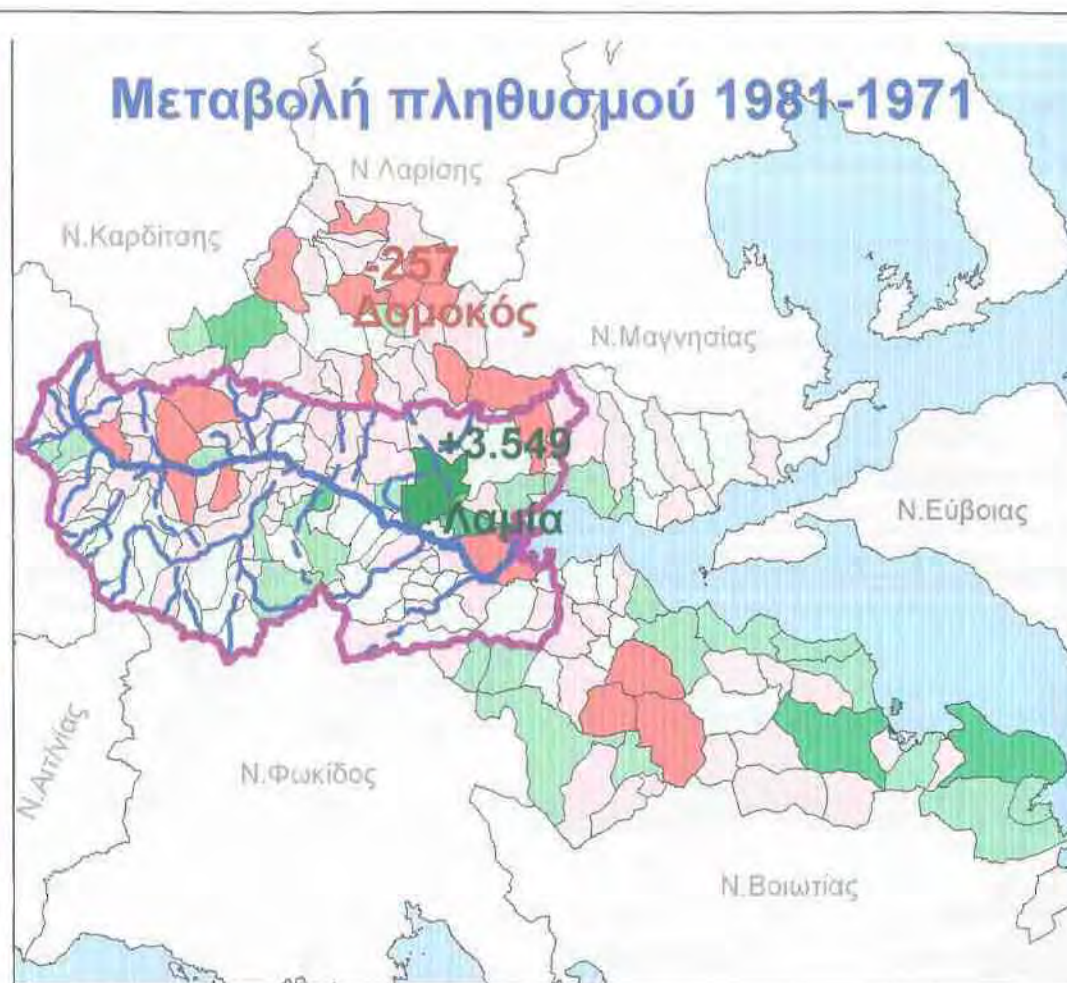 Μεταβολή πληθυσμού 1981-1971
Ν.Λαρίσης
Ν.Καρδίτσης
-257
Δομοκός
Ν.Μαγνησίας
+3.549
Λαμία
Ν.Εύβοιας
Ν.Αιτ/νίας
Ν.Φωκίδος
Ν.Βοιωτίας